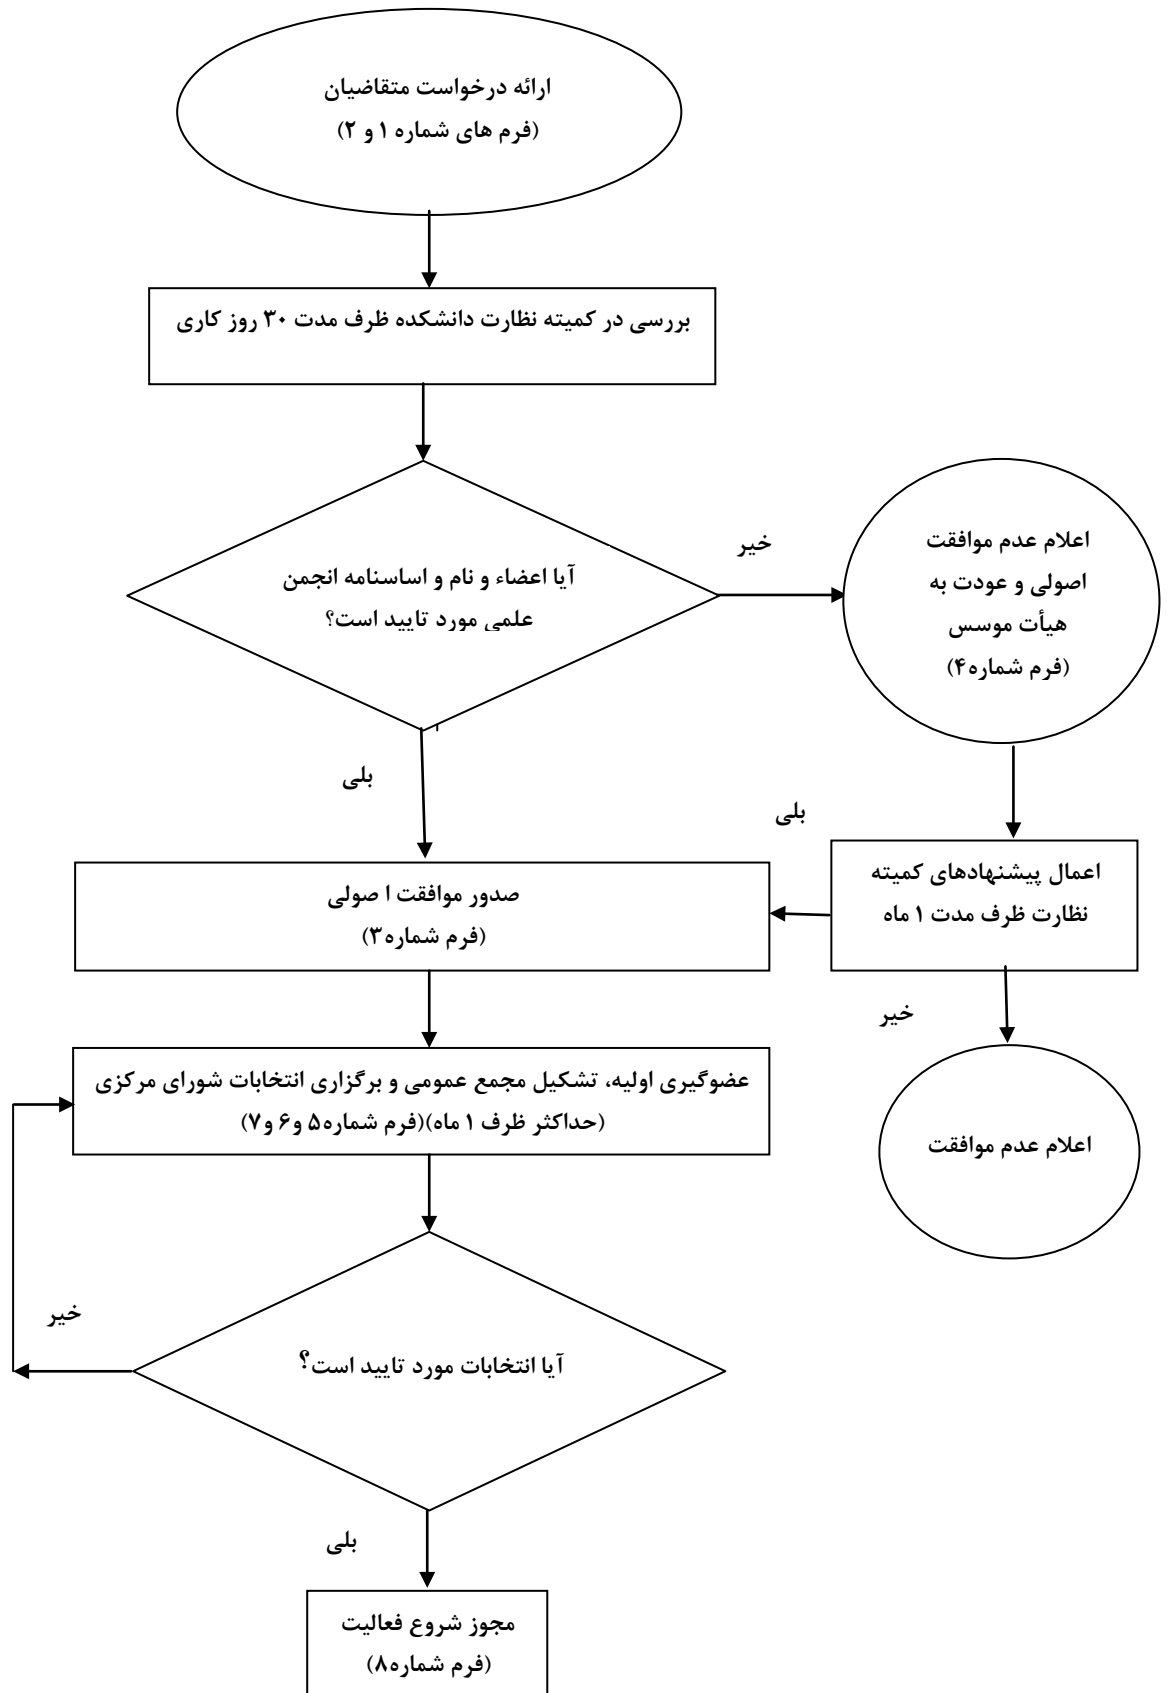 ارائه درخواست متقاضیان
(فرم های شماره ۱ و ۲)
بررسی در کمیته نظارت دانشکده ظرف مدت ۳۰ روز کاری
آیا اعضاء و نام و اساسنامه انجمن
علمی مورد تایید است؟
خیر
اعلام عدم موافقت
اصولی و عودت به
هیأت موسس
(فرم شماره۴)
بلی
بلی
اعمال پیشنهادهای کمیته
نظارت ظرف مدت ۱ ماه
صدور موافقت ا صولی
(فرم شماره۳)
خیر
عضوگیری اولیه، تشکیل مجمع عمومی و برگزاری انتخابات شورای مرکزی
(حداکثر ظرف ۱ ماه)(فرم شماره۵ و۶ و۷)
اعلام عدم موافقت
خیر
آیا انتخابات مورد تایید است؟
بلی
مجوز شروع فعالیت
(فرم شماره۸)